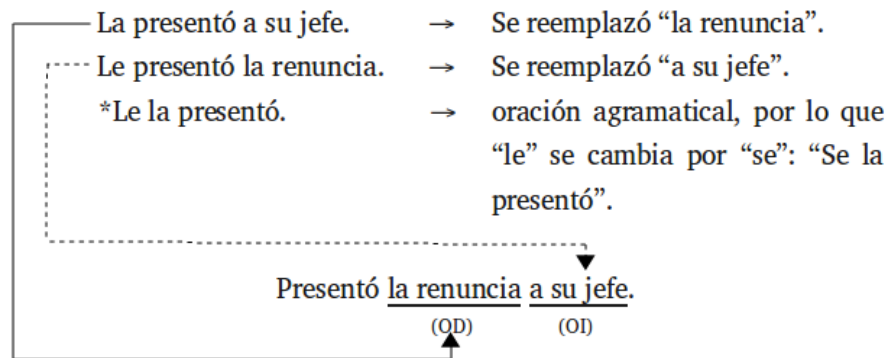 La presentó a su jefe. → Se reemplazó “la renuncia”.
Le presentó la renuncia. → Se reemplazó “a su jefe”.
*Le la presentó. → oración agramatical, por lo que
“le” se cambia por “se”: “Se la
presentó”.
Presentó la renuncia a su jefe.
(OD) (OI)